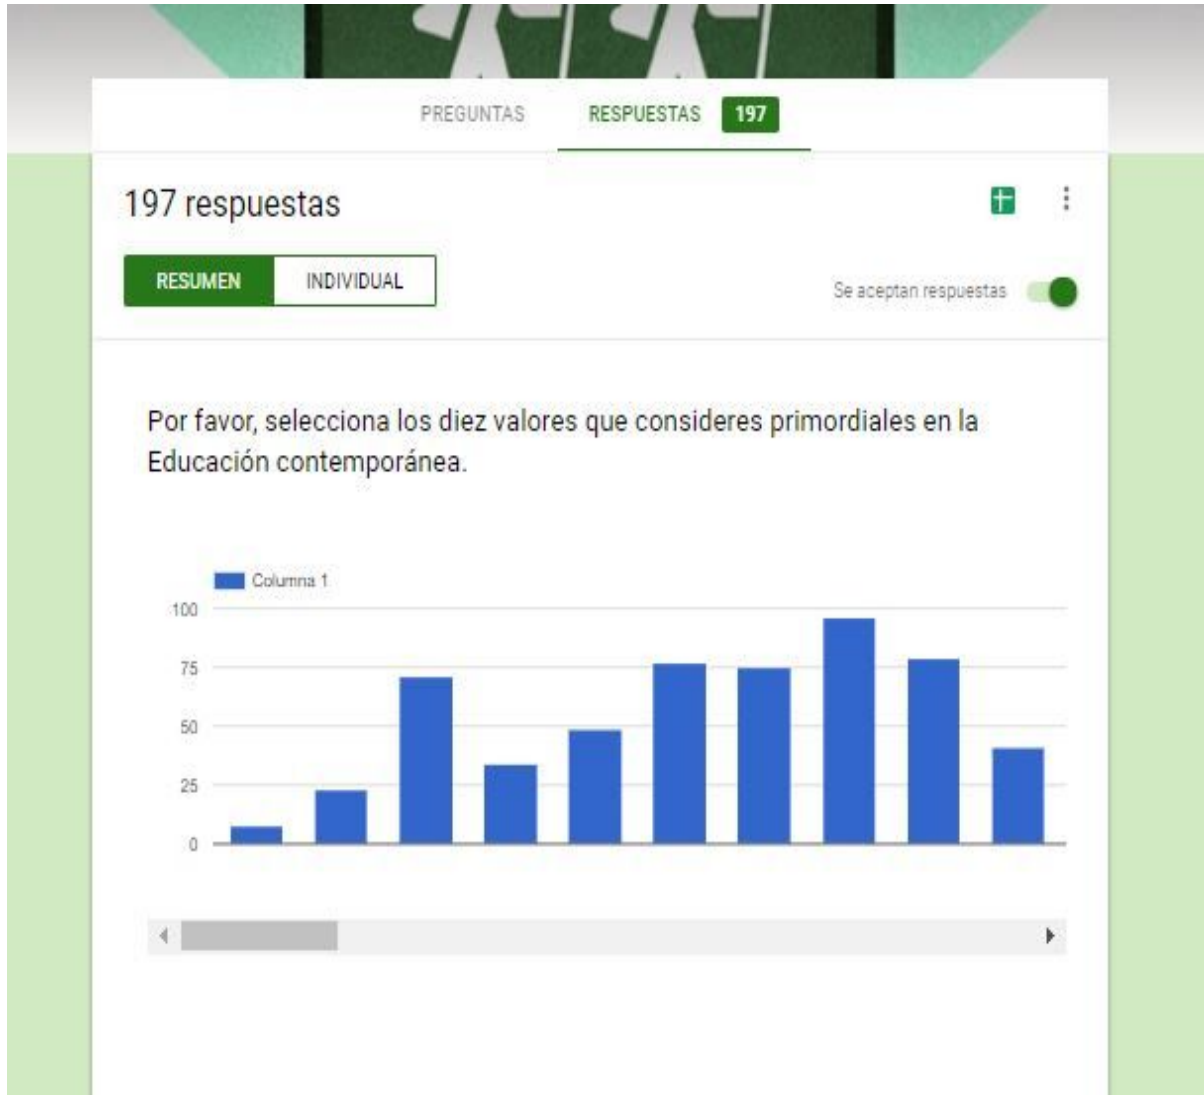 PREGUNTAS RESPUESTAS 197
197 respuestas
RESUMEN INDIVIDUAL
Se aceptan respuestas
Por favor, selecciona los diez valores que consideres primordiales en la
Educación contemporánea.
Columna 1
100
75
50
25
0